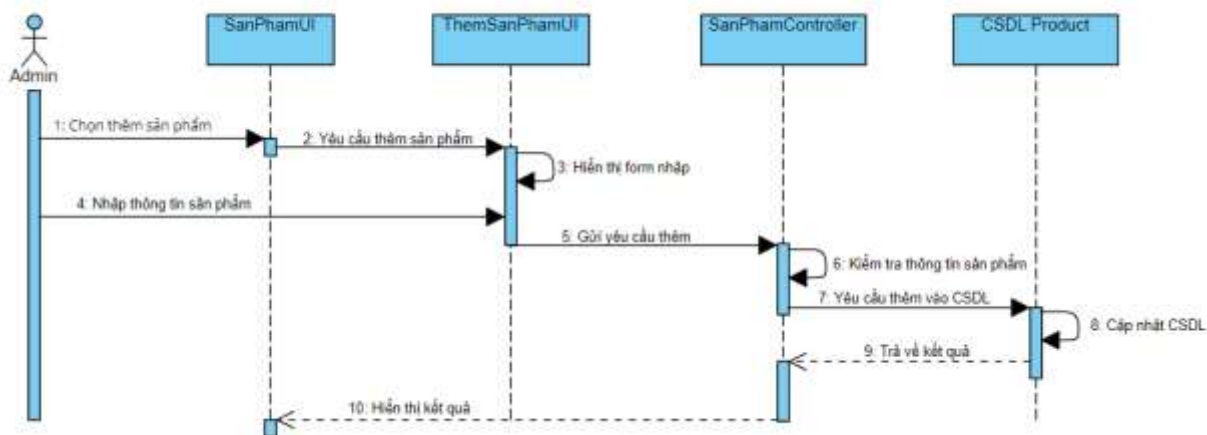 SanPhamUI
ThemSanPhamUI
SanPhamController
CSDL Product
Admin
1: Chọn thêm sản phẩm
2: Yêu cầu thêm sản phẩm
3: Hiển thị form nhập
4: Nhập thông tin sản phẩm
5: Gửi yêu cầu thêm
6: Kiểm tra thông tin sản phẩm
7: Yêu cầu thêm vào CSDL
8: Cập nhật CSDL
9: Trả về kết quả
10: Hiển thị kết quả